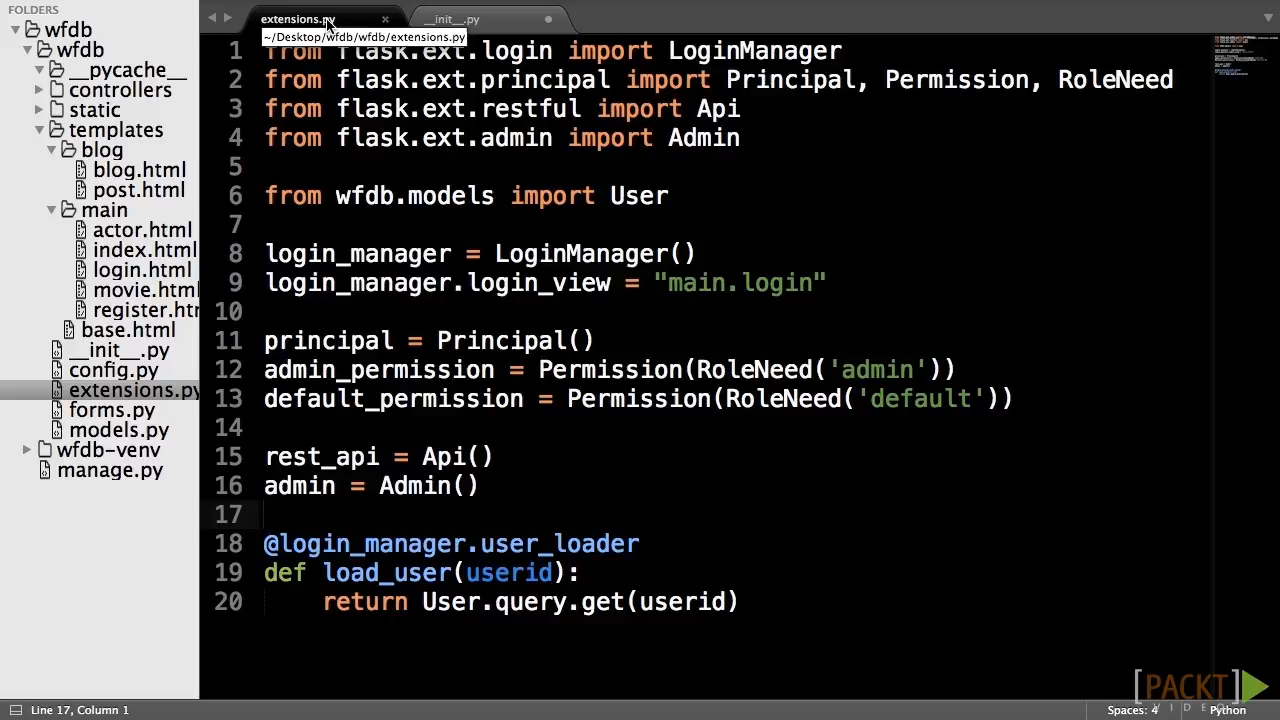 FOLDERS
wfdb
wfdb
__pycache__
controllers
static
templates
blog
blog.html
post.html
main
actor.html
index.html
login.html
movie.html
register.htm
base.html
__init__.py
config.py
extensions.py
forms.py
models.py
wfdb-venv
manage.py
extensions.py
__init__.py
~/Desktop/wfdb/wfdb/extensions.py
1 from flask.ext.login import LoginManager
2 from flask.ext.pricipal import Principal, Permission, RoleNeed
3 from flask.ext.restful import Api
4 from flask.ext.admin import Admin
5
6 from wfdb.models import User
7
8 login_manager = LoginManager()
9 login_manager.login_view = "main.login"
10
11 principal = Principal()
12 admin_permission = Permission(RoleNeed('admin'))
13 default_permission = Permission(RoleNeed('default'))
14
15 rest_api = Api()
16 admin = Admin()
17
18 @login_manager.user_loader
19 def load_user(userid):
20 return User.query.get(userid)
[PACKT]
VIDEO
Line 17, Column 1
Spaces: 4
Python